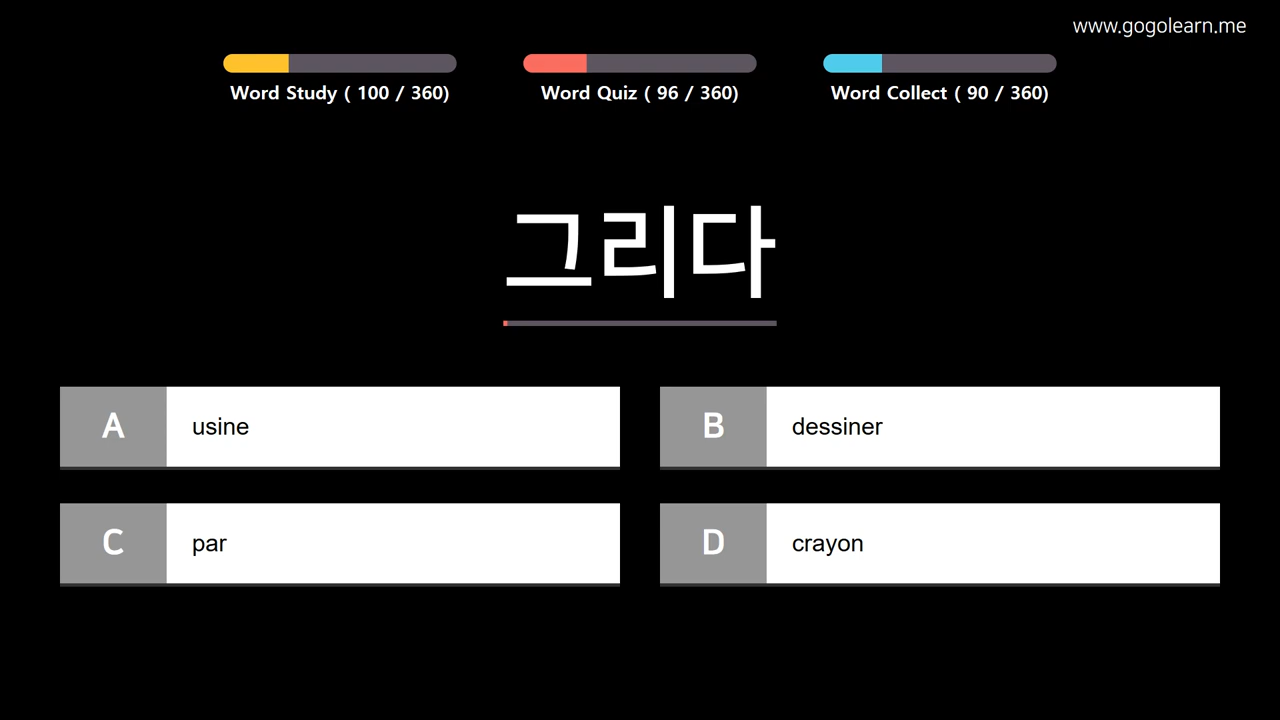 www.gogolearn.me
Word Study ( 100 / 360)
Word Quiz ( 96 / 360)
Word Collect ( 90 / 360)
그리다
A usine
B dessiner
C par
D crayon